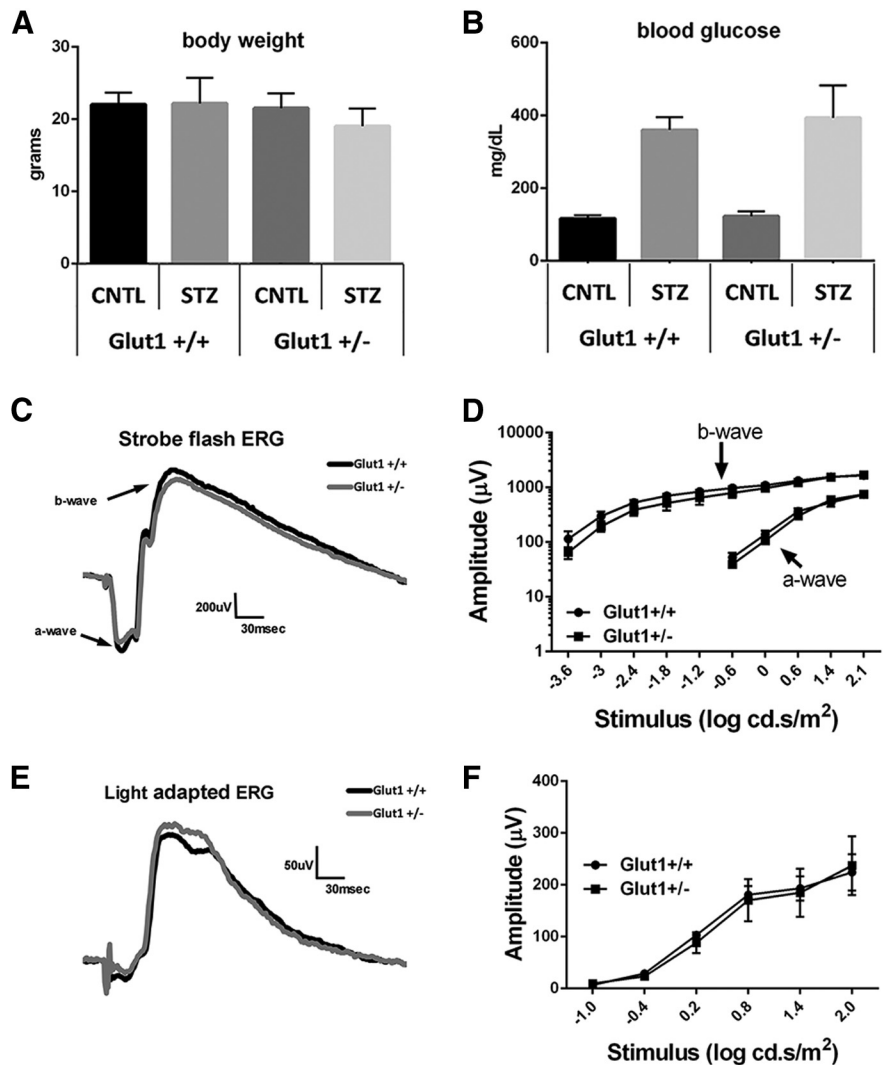 A
body weight
30
20
10
0
grams
CNTL STZ CNTL STZ
Glut1 +/+ Glut1 +/-
B
blood glucose
600
400
200
0
mg/dL
CNTL STZ CNTL STZ
Glut1 +/+ Glut1 +/-
C
Strobe flash ERG
Glut1 +/+
Glut1 +/-
b-wave
a-wave
200uV
30msec
D
b-wave
10000
1000
100
10
1
Amplitude (µV)
a-wave
Glut1+/+
Glut1+/-
-3.6 -3 -2.4 -1.8 -1.2 -0.6 0 0.6 1.4 2.1
Stimulus (log cd.s/m²)
E
Light adapted ERG
Glut1 +/+
Glut1 +/-
50uV
30msec
F
400
300
200
100
0
Amplitude (µV)
Glut1+/+
Glut1+/-
-1.0 -0.4 0.2 0.8 1.4 2.0
Stimulus (log cd.s/m²)